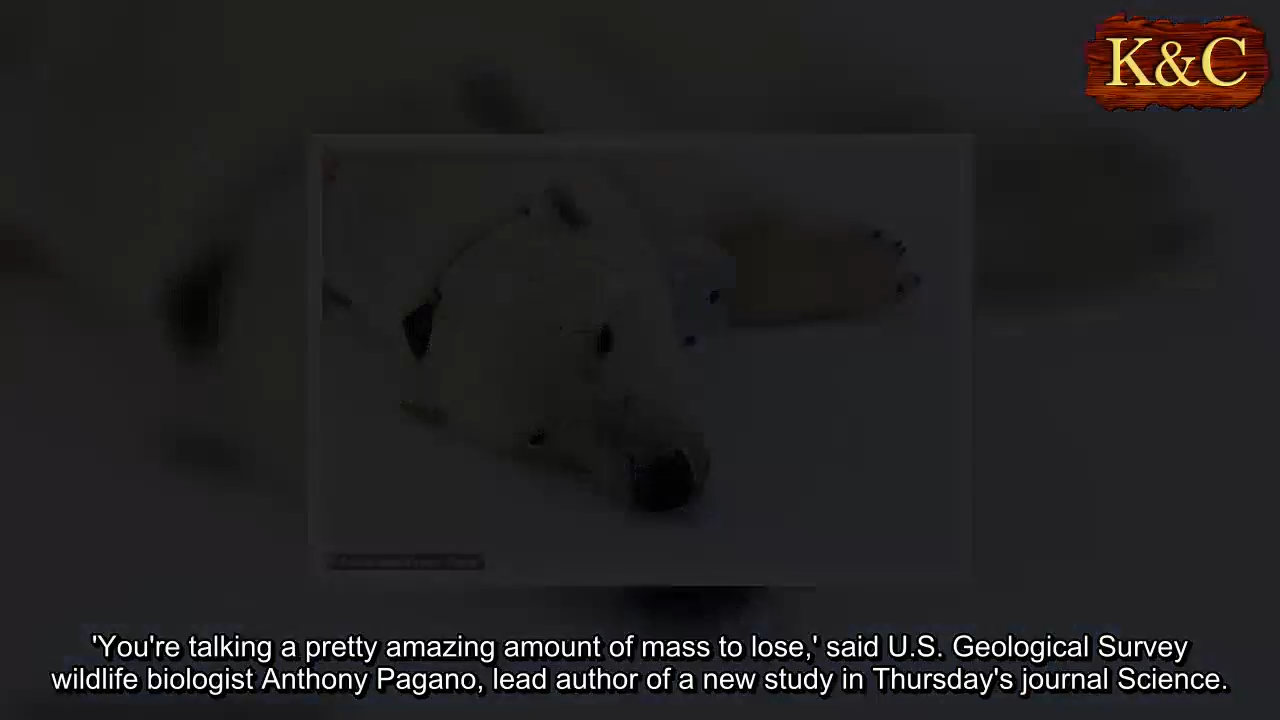 K&C
'You're talking a pretty amazing amount of mass to lose,' said U.S. Geological Survey
wildlife biologist Anthony Pagano, lead author of a new study in Thursday's journal Science.